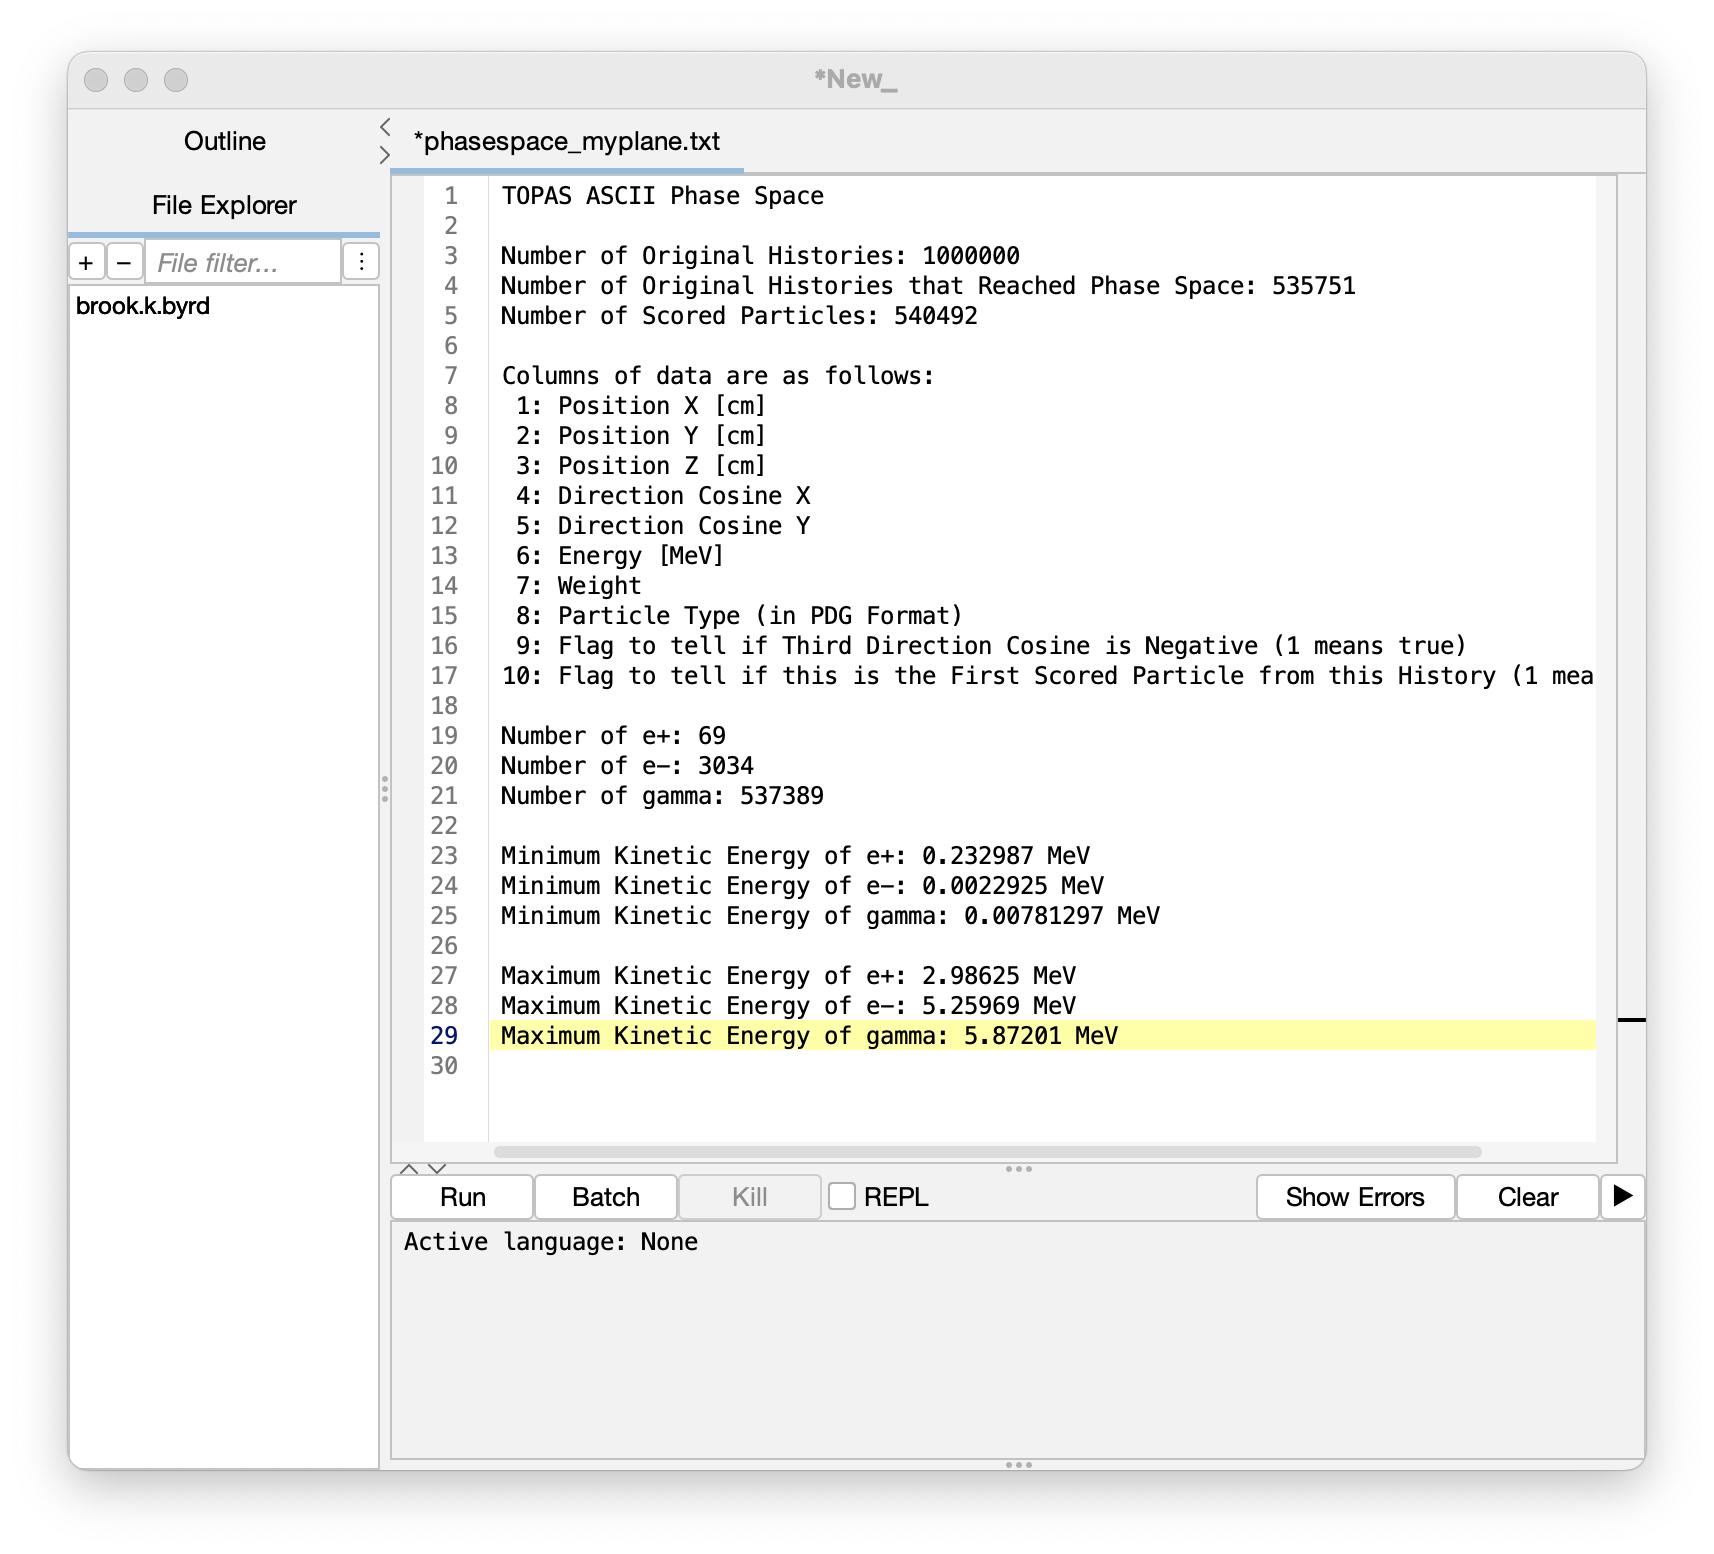 *New_
Outline
File Explorer
+ − File filter... ⋮
brook.k.byrd
*phasespace_myplane.txt
1 TOPAS ASCII Phase Space
2
3 Number of Original Histories: 1000000
4 Number of Original Histories that Reached Phase Space: 535751
5 Number of Scored Particles: 540492
6
7 Columns of data are as follows:
8 1: Position X [cm]
9 2: Position Y [cm]
10 3: Position Z [cm]
11 4: Direction Cosine X
12 5: Direction Cosine Y
13 6: Energy [MeV]
14 7: Weight
15 8: Particle Type (in PDG Format)
16 9: Flag to tell if Third Direction Cosine is Negative (1 means true)
17 10: Flag to tell if this is the First Scored Particle from this History (1 mea
18
19 Number of e+: 69
20 Number of e-: 3034
21 Number of gamma: 537389
22
23 Minimum Kinetic Energy of e+: 0.232987 MeV
24 Minimum Kinetic Energy of e-: 0.0022925 MeV
25 Minimum Kinetic Energy of gamma: 0.00781297 MeV
26
27 Maximum Kinetic Energy of e+: 2.98625 MeV
28 Maximum Kinetic Energy of e-: 5.25969 MeV
29 Maximum Kinetic Energy of gamma: 5.87201 MeV
30
Run Batch Kill REPL Show Errors Clear
Active language: None